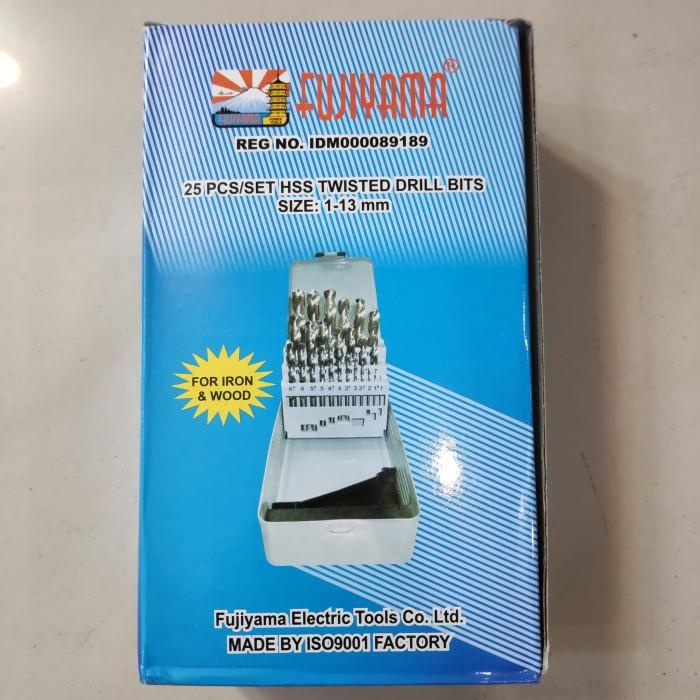 FUJIYAMA ®
FUJIYAMA
REG NO. IDM000089189
25 PCS/SET HSS TWISTED DRILL BITS
SIZE: 1-13 mm
FOR IRON
& WOOD
Fujiyama Electric Tools Co. Ltd.
MADE BY ISO9001 FACTORY